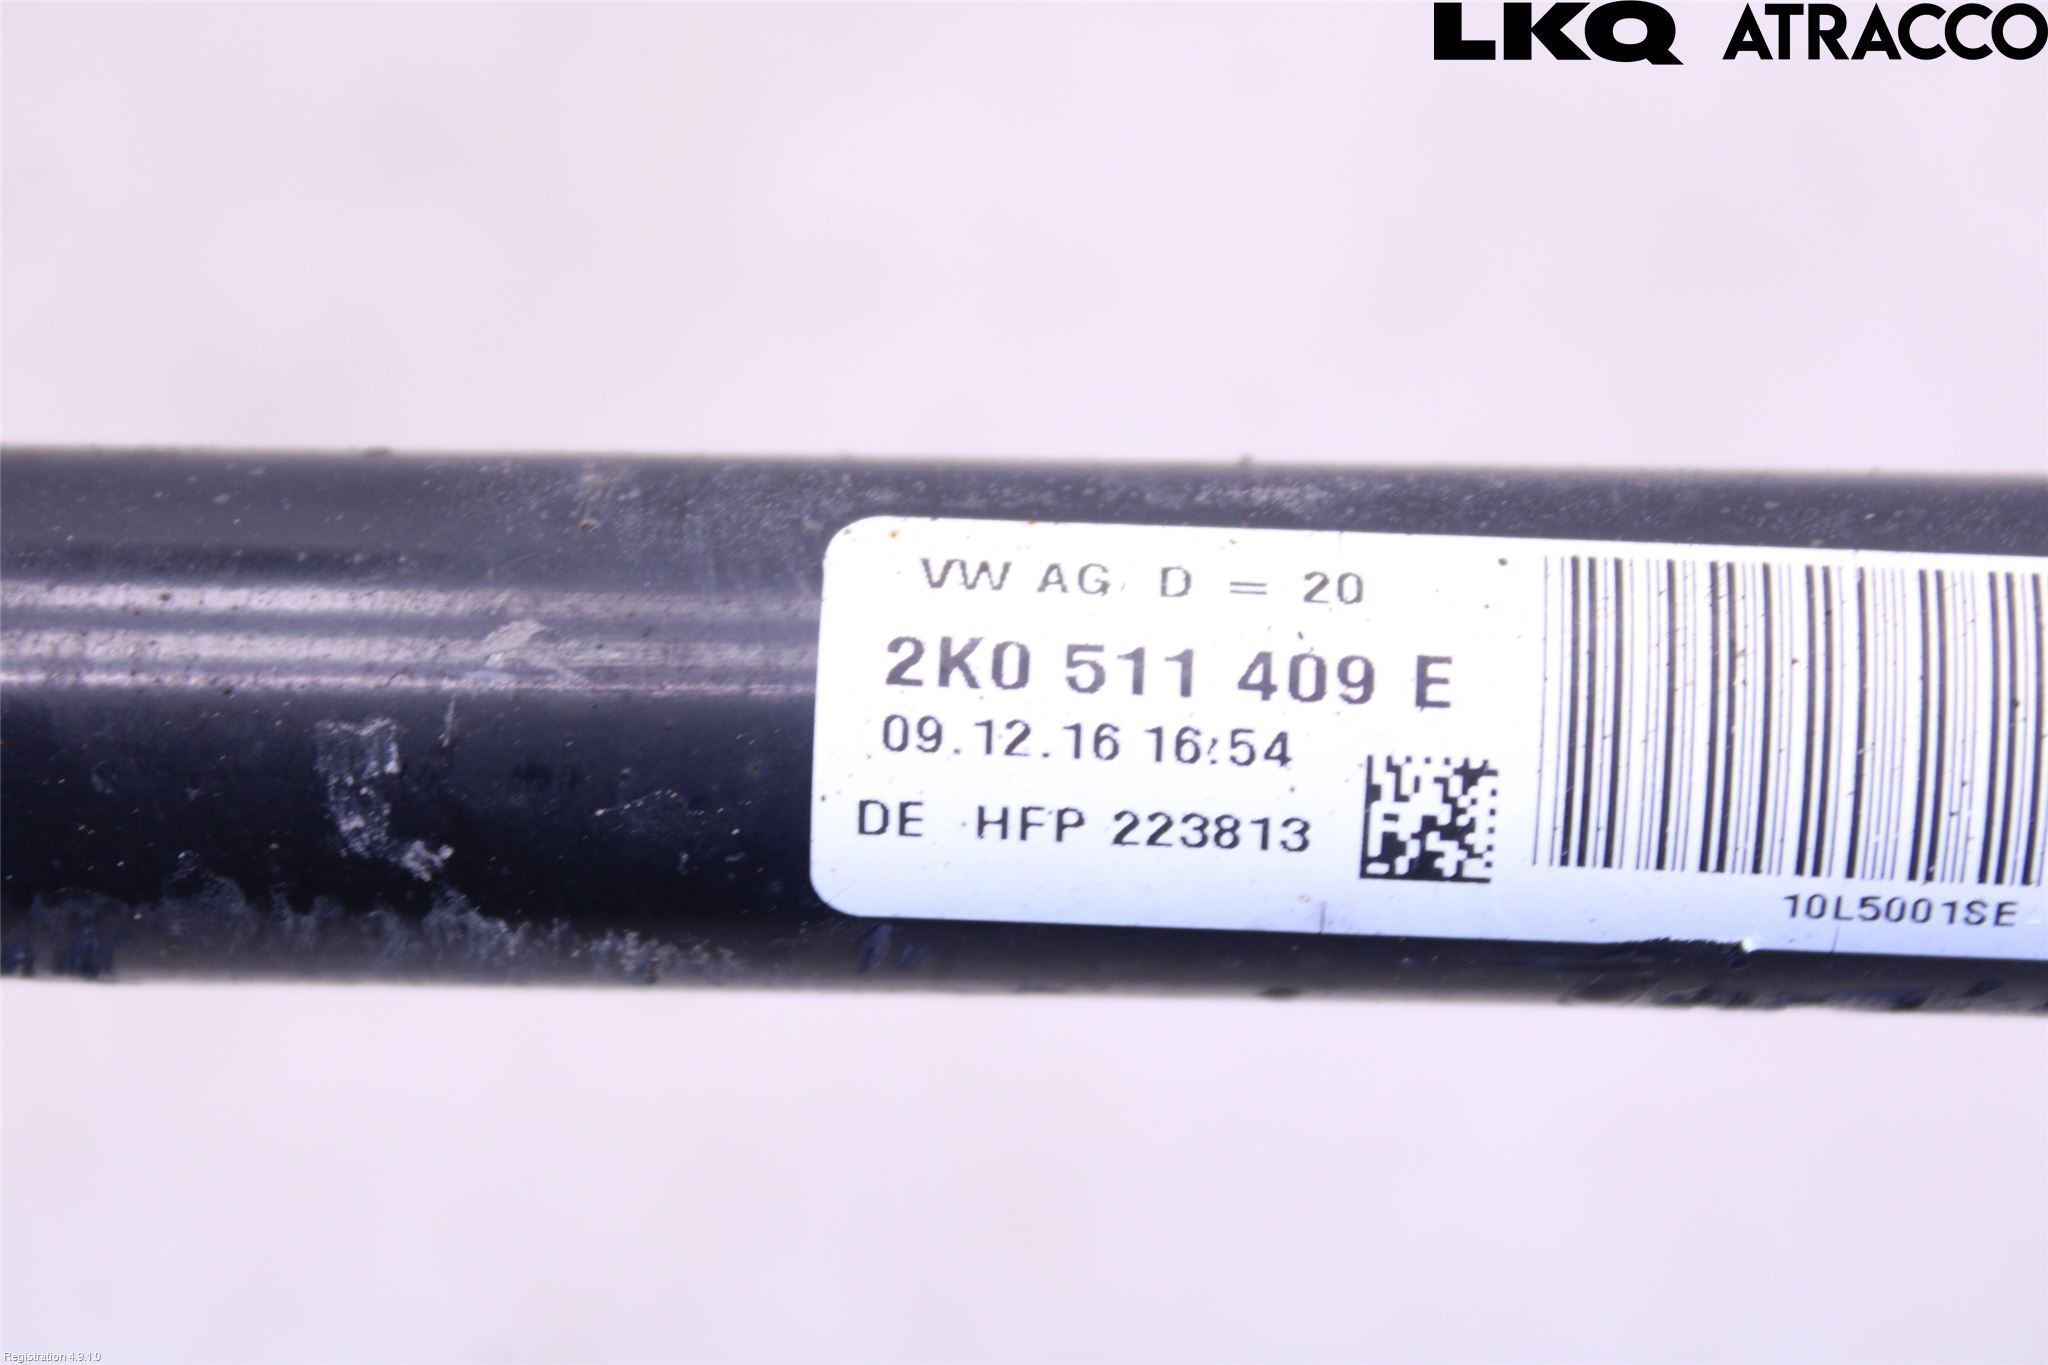 LKQ ATRACCO
VW AG D = 20
2K0 511 409 E
09.12.16 16:54
DE HFP 223813
10L5001SE
Registration 4.9.1.0